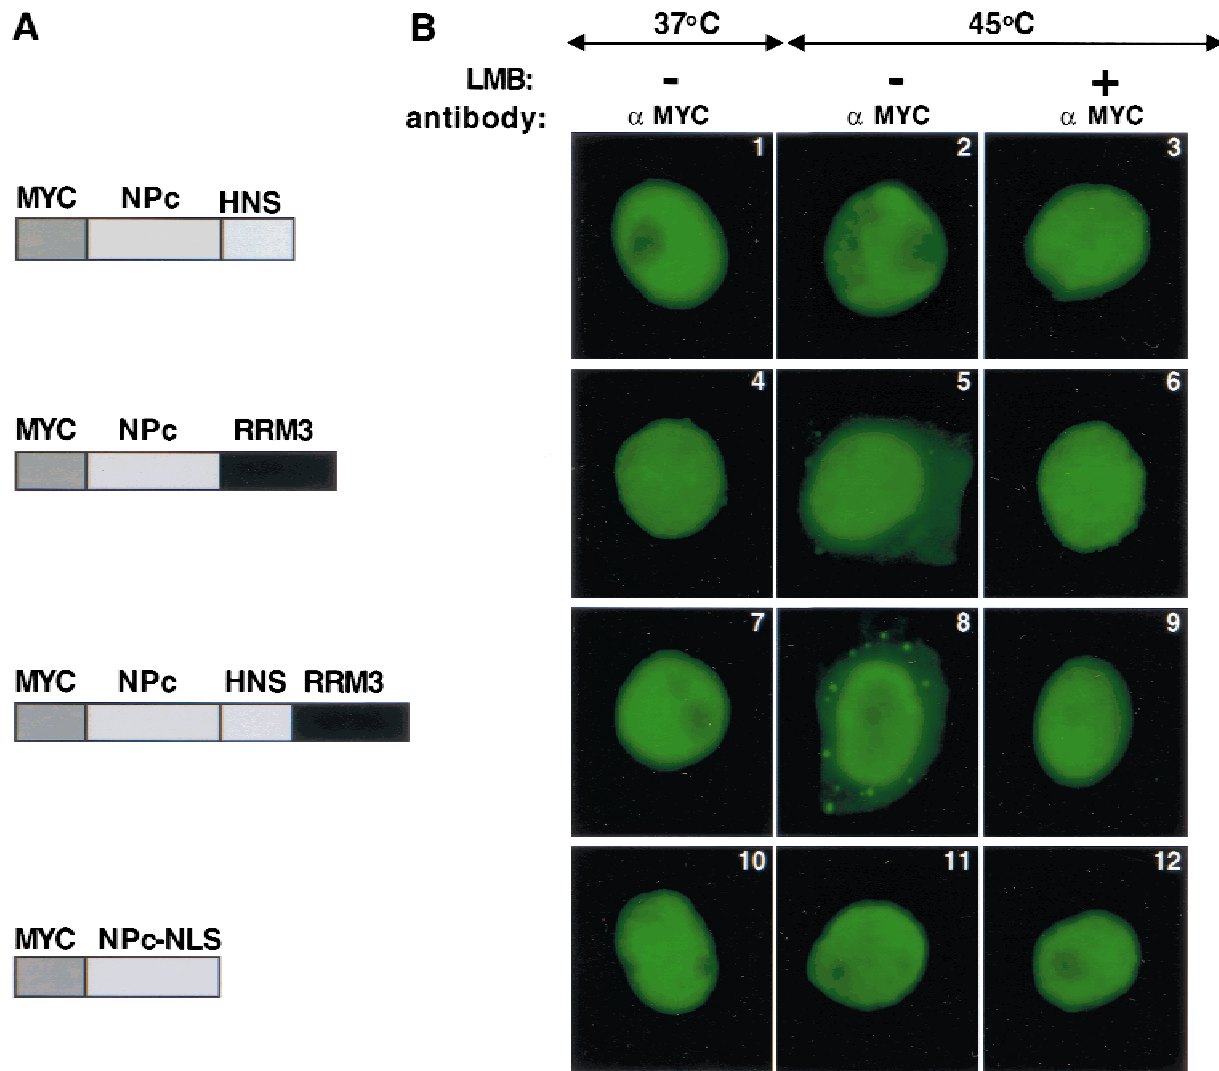 A
B
37°C
45°C
LMB:
-
-
+
antibody:
α MYC
α MYC
α MYC
MYC NPc HNS
1
2
3
MYC NPc RRM3
4
5
6
MYC NPc HNS RRM3
7
8
9
MYC NPc-NLS
10
11
12